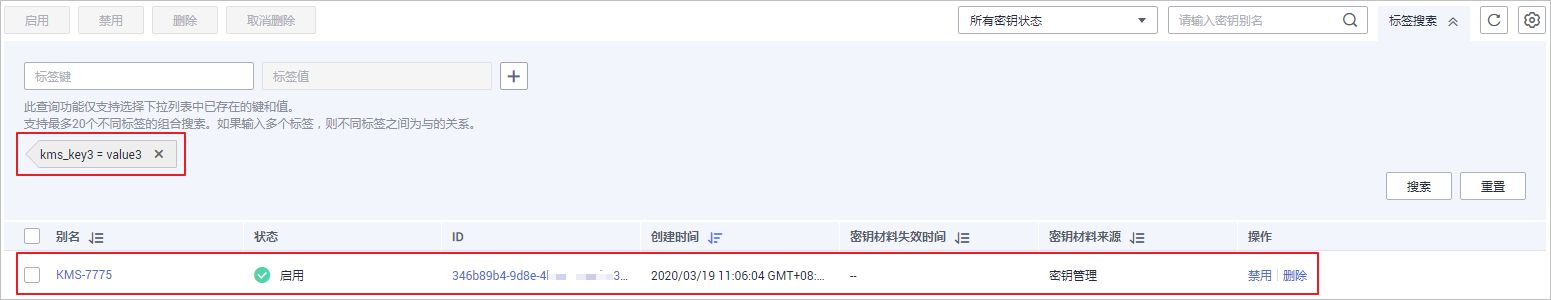 启用 禁用 删除 取消删除 所有密钥状态 请输入密钥别名 标签搜索
标签键 标签值
此查询功能仅支持选择下拉列表中已存在的键和值。
支持最多20个不同标签的组合搜索。如果输入多个标签，则不同标签之间为与的关系。
kms_key3 = value3
搜索 重置
别名 状态 ID 创建时间 密钥材料失效时间 密钥材料来源 操作
KMS-7775 启用 346b89b4-9d8e-4 3... 2020/03/19 11:06:04 GMT+08:... -- 密钥管理 禁用 删除